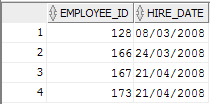 EMPLOYEE_ID HIRE_DATE
1 128 08/03/2008
2 166 24/03/2008
3 167 21/04/2008
4 173 21/04/2008